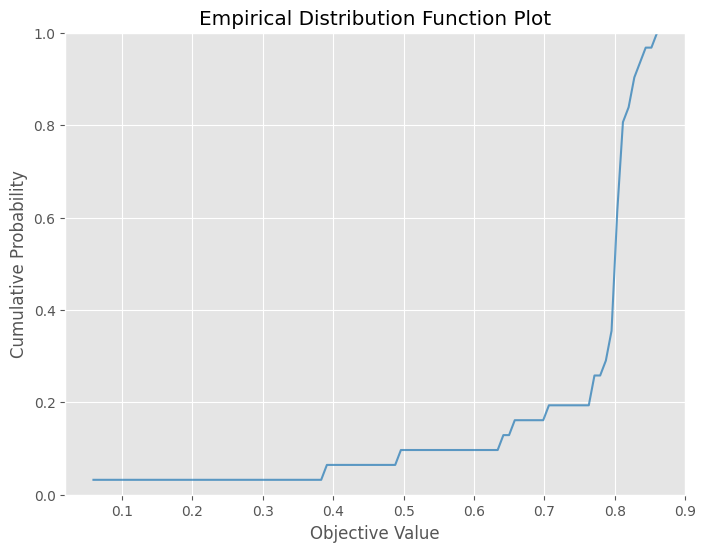 Empirical Distribution Function Plot
1.0
0.8
0.6
0.4
0.2
0.0
Cumulative Probability
0.1 0.2 0.3 0.4 0.5 0.6 0.7 0.8 0.9
Objective Value